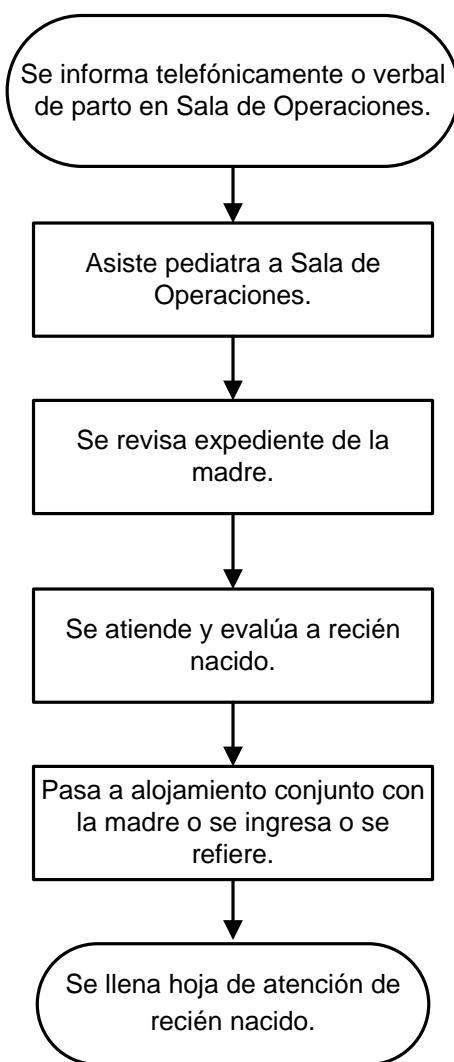 Se informa telefónicamente o verbal
de parto en Sala de Operaciones.
Asiste pediatra a Sala de
Operaciones.
Se revisa expediente de la
madre.
Se atiende y evalúa a recién
nacido.
Pasa a alojamiento conjunto con
la madre o se ingresa o se
refiere.
Se llena hoja de atención de
recién nacido.